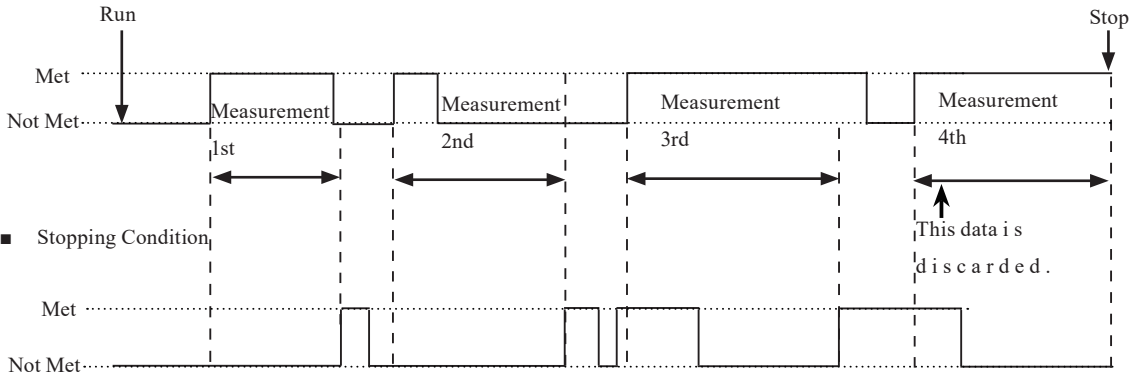 Run
Stop
Met
Not Met
Measurement
1st
Measurement
2nd
Measurement
3rd
Measurement
4th
This data i s
d i s c a r d e d .
■ Stopping Condition
Met
Not Met